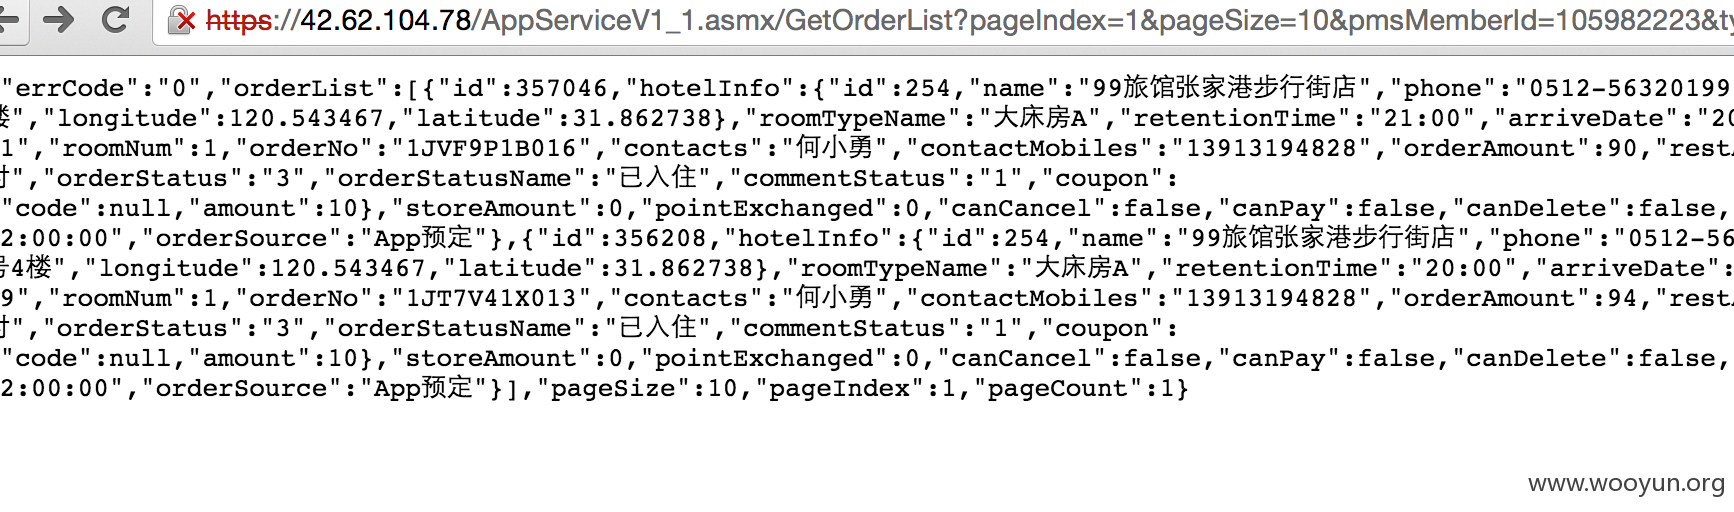 https://42.62.104.78/AppServiceV1_1.asmx/GetOrderList?pageIndex=1&pageSize=10&pmsMemberId=105982223&ty
"errCode":"0","orderList":[{"id":357046,"hotelInfo":{"id":254,"name":"99旅馆张家港步行街店","phone":"0512-56320199
楼","longitude":120.543467,"latitude":31.862738},"roomTypeName":"大床房A","retentionTime":"21:00","arriveDate":"20
1","roomNum":1,"orderNo":"1JVF9P1B016","contacts":"何小勇","contactMobiles":"13913194828","orderAmount":90,"rest
付","orderStatus":"3","orderStatusName":"已入住","commentStatus":"1","coupon":
"code":null,"amount":10},"storeAmount":0,"pointExchanged":0,"canCancel":false,"canPay":false,"canDelete":false,
2:00:00","orderSource":"App预定"},{"id":356208,"hotelInfo":{"id":254,"name":"99旅馆张家港步行街店","phone":"0512-56
号4楼","longitude":120.543467,"latitude":31.862738},"roomTypeName":"大床房A","retentionTime":"20:00","arriveDate":
9","roomNum":1,"orderNo":"1JT7V41X013","contacts":"何小勇","contactMobiles":"13913194828","orderAmount":94,"rest
付","orderStatus":"3","orderStatusName":"已入住","commentStatus":"1","coupon":
"code":null,"amount":10},"storeAmount":0,"pointExchanged":0,"canCancel":false,"canPay":false,"canDelete":false,
2:00:00","orderSource":"App预定"}],"pageSize":10,"pageIndex":1,"pageCount":1}
www.wooyun.org